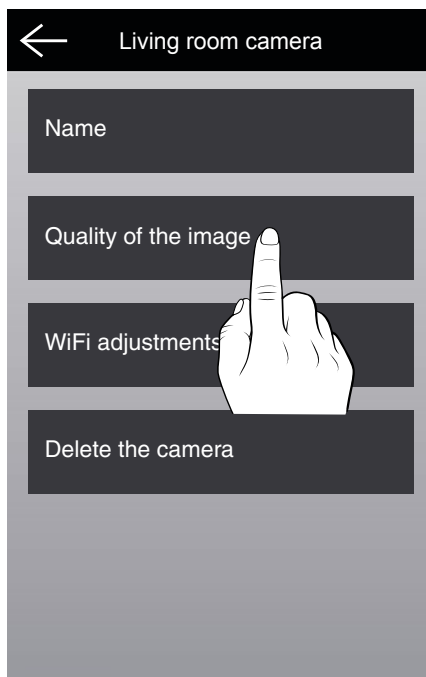 Living room camera
Name
Quality of the image
WiFi adjustments
Delete the camera